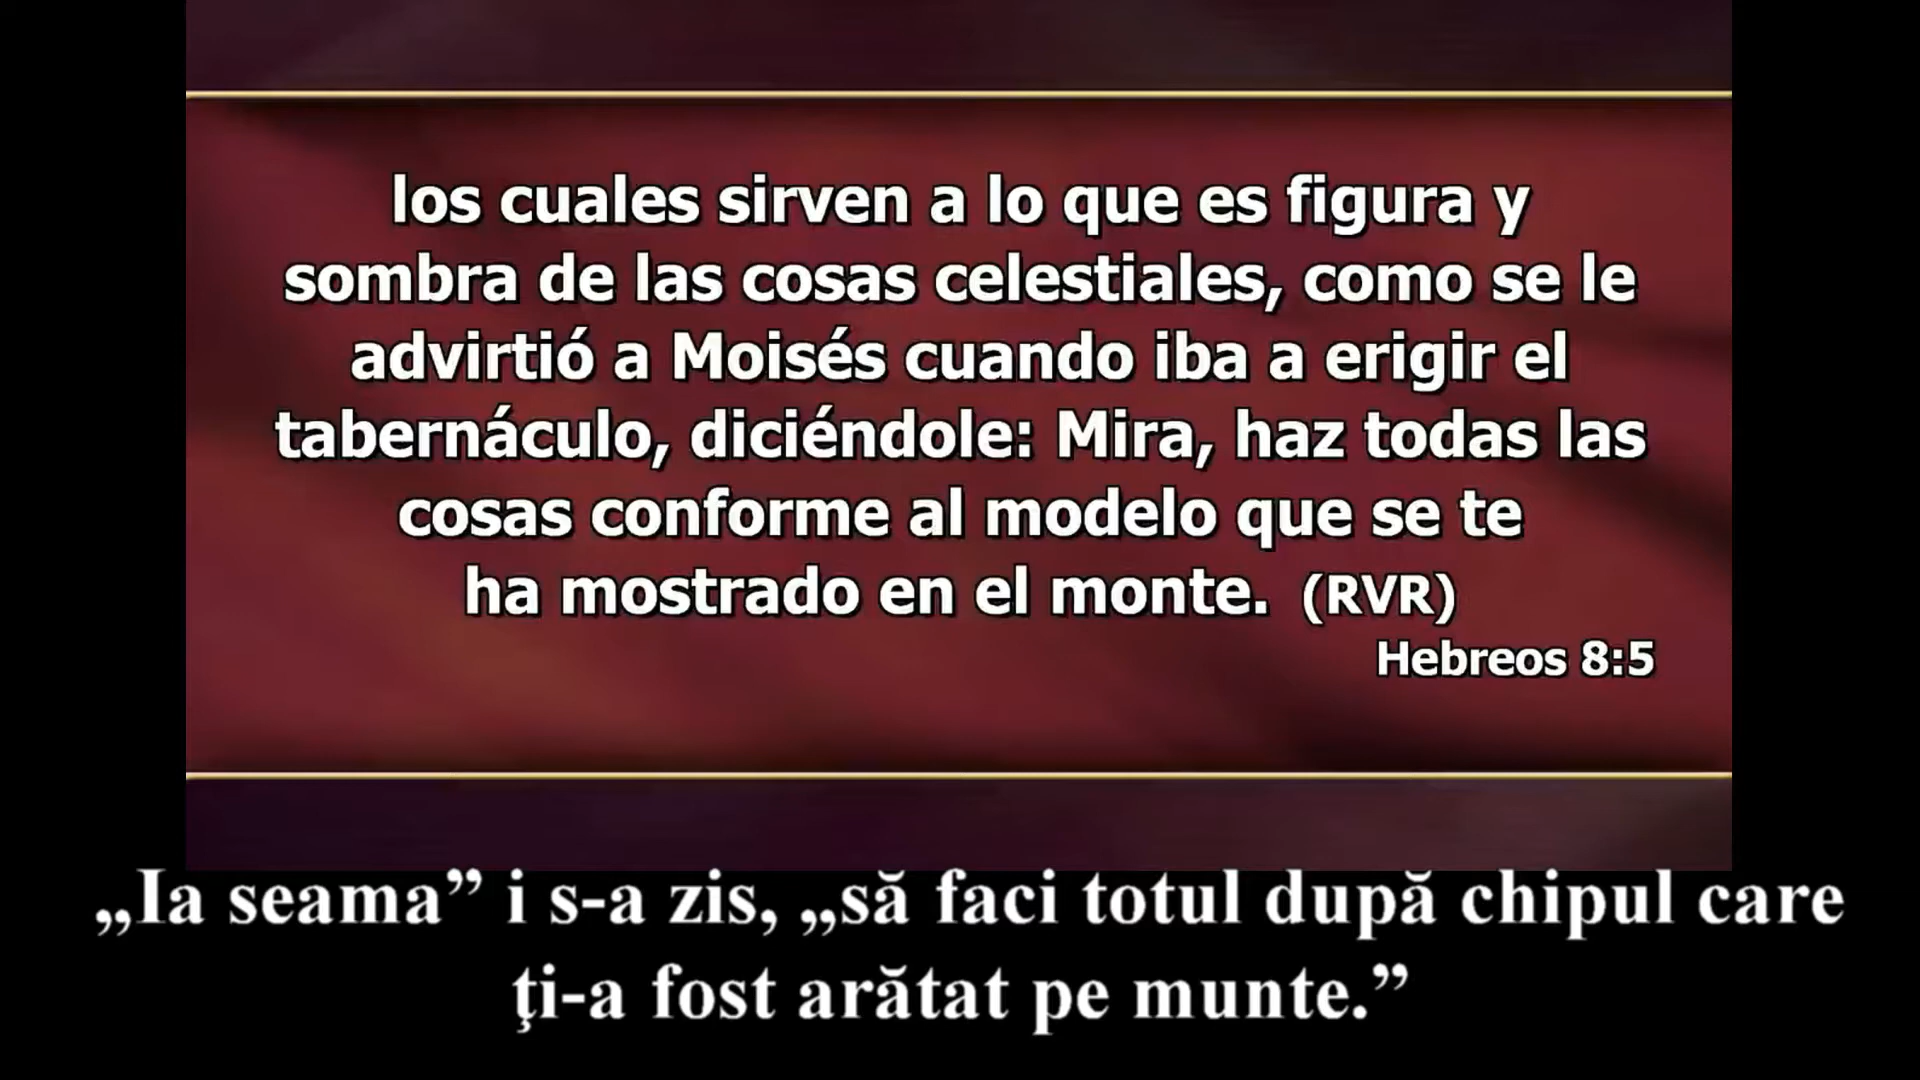 los cuales sirven a lo que es figura y
sombra de las cosas celestiales, como se le
advirtió a Moisés cuando iba a erigir el
tabernáculo, diciéndole: Mira, haz todas las
cosas conforme al modelo que se te
ha mostrado en el monte. (RVR)
Hebreos 8:5
„Ia seama” i s-a zis, „să faci totul după chipul care
ţi-a fost arătat pe munte.”